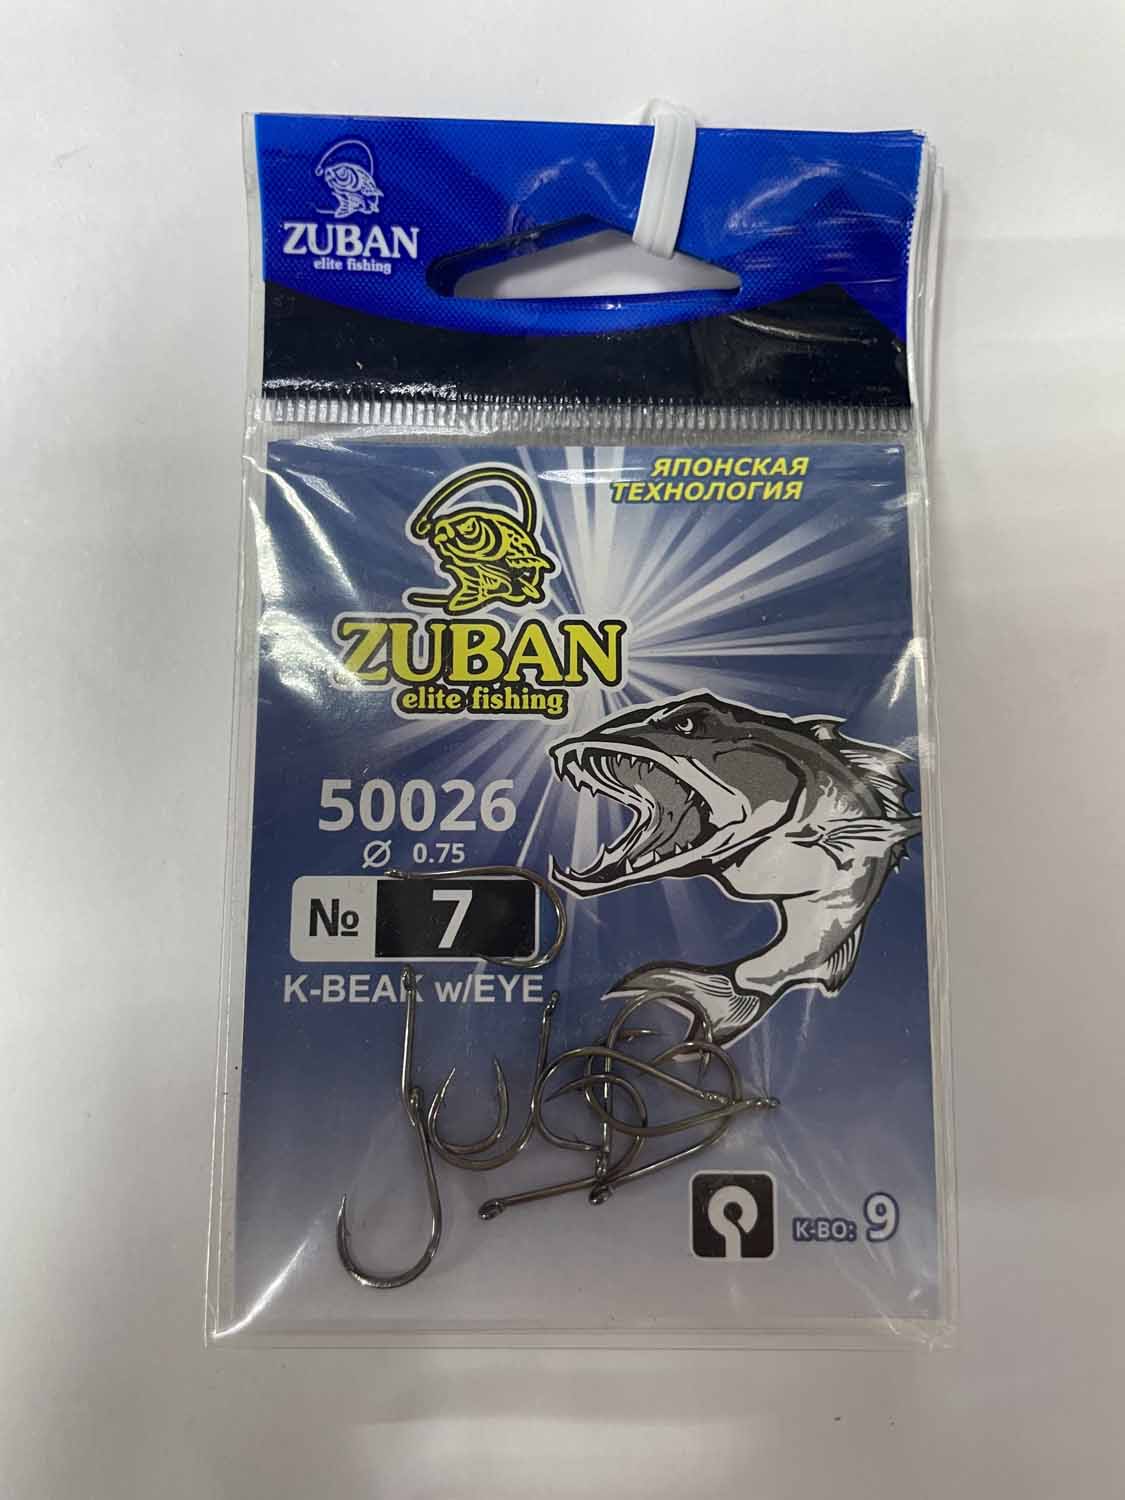 ZUBAN
elite fishing
ЯПОНСКАЯ
ТЕХНОЛОГИЯ
ZUBAN
elite fishing
50026
Ø 0.75
№ 7
K-BEAK w/EYE
К-ВО: 9